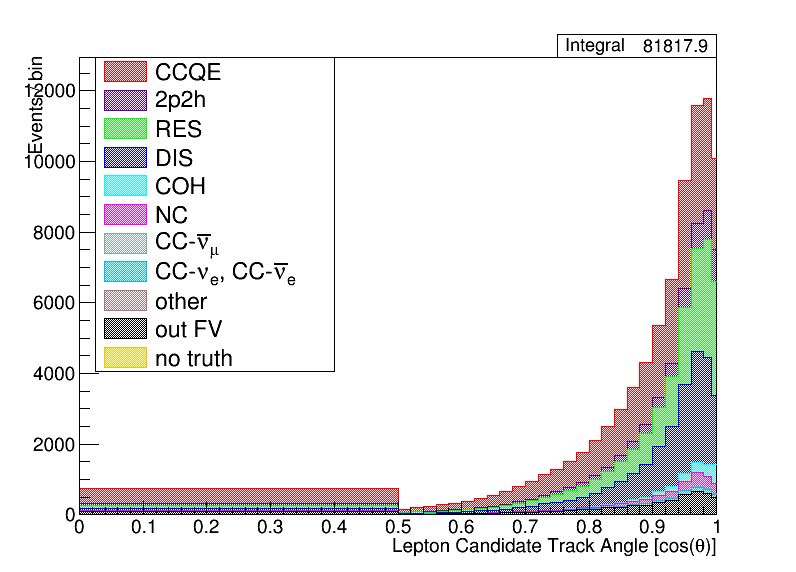 Integral 81817.9
Events/bin
12000
10000
8000
6000
4000
2000
0
CCQE
2p2h
RES
DIS
COH
NC
CC-ν̅μ
CC-νe, CC-ν̅e
other
out FV
no truth
0 0.1 0.2 0.3 0.4 0.5 0.6 0.7 0.8 0.9 1
Lepton Candidate Track Angle [cos(θ)]